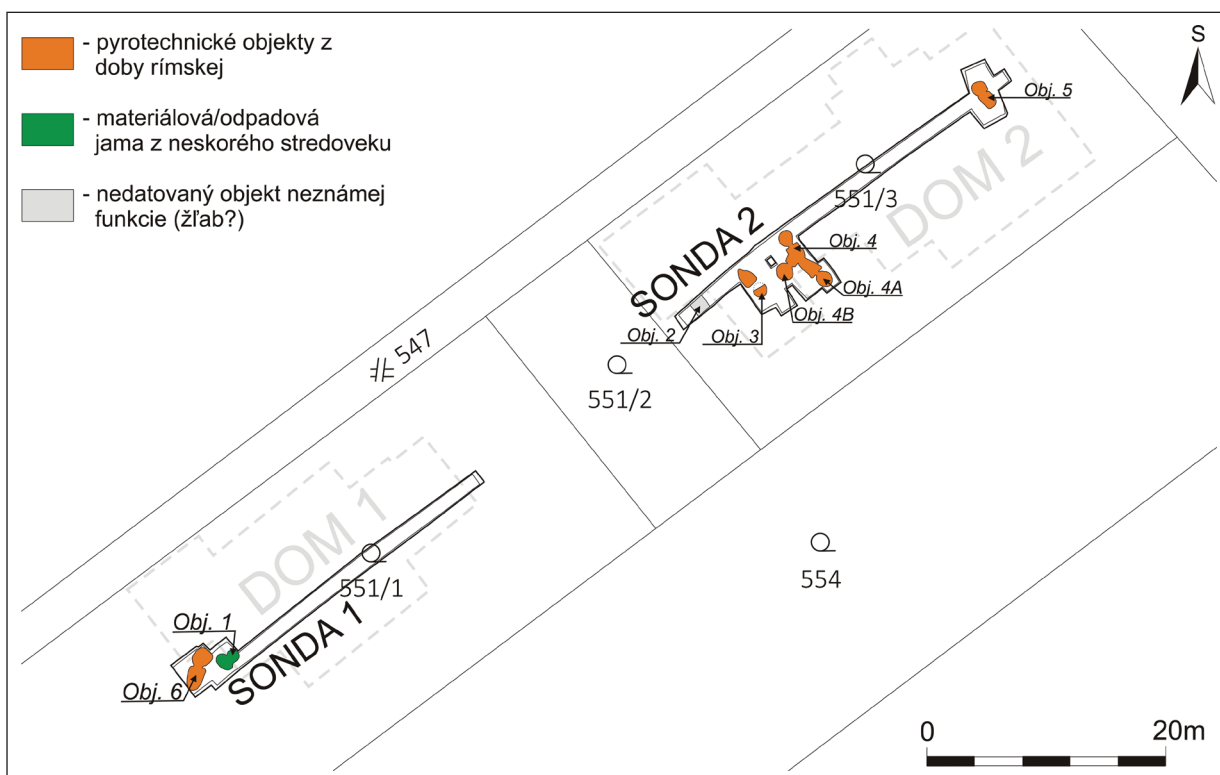 - pyrotechnické objekty z
doby rímskej
- materiálová/odpadová
jama z neskorého stredoveku
- nedatovaný objekt neznámej
funkcie (žľab?)
S
Obj. 5
551/3
DOM 2
SONDA 2
Obj. 4
Obj. 4A
Obj. 4B
Obj. 3
Obj. 2
547
551/2
DOM 1
551/1
554
Obj. 1
SONDA 1
Obj. 6
0 20m